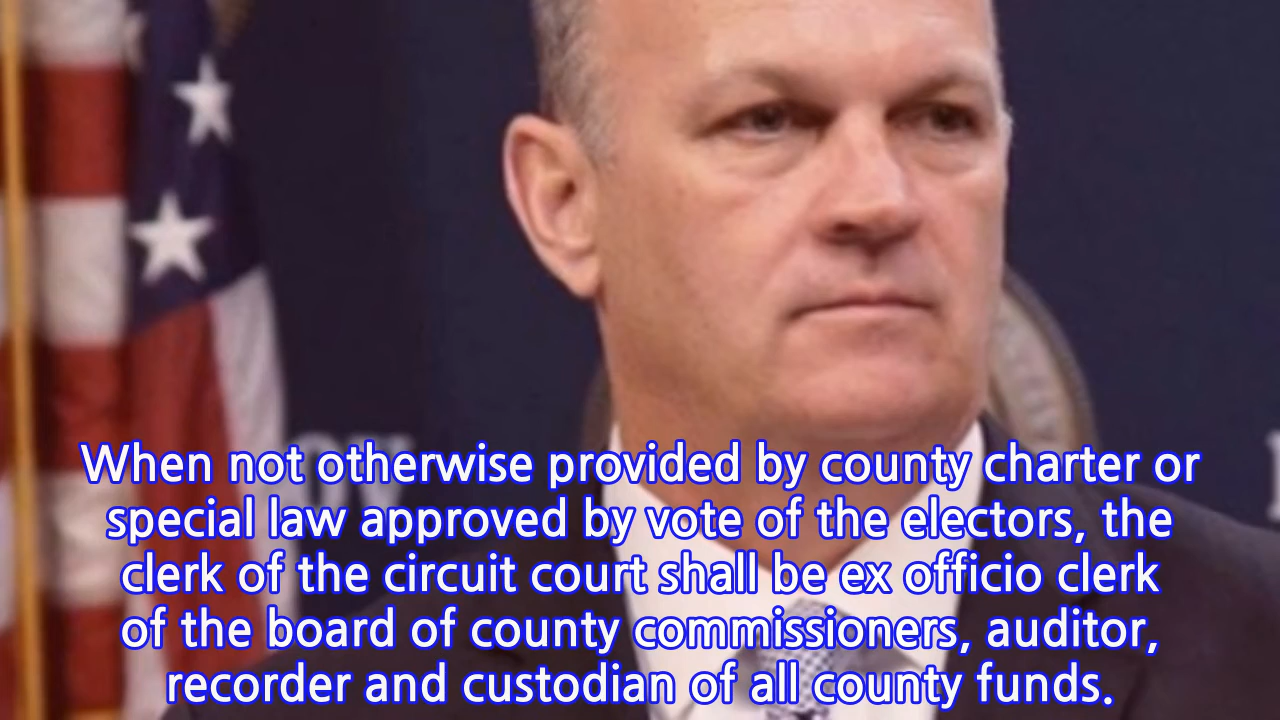 When not otherwise provided by county charter or
special law approved by vote of the electors, the
clerk of the circuit court shall be ex officio clerk
of the board of county commissioners, auditor,
recorder and custodian of all county funds.